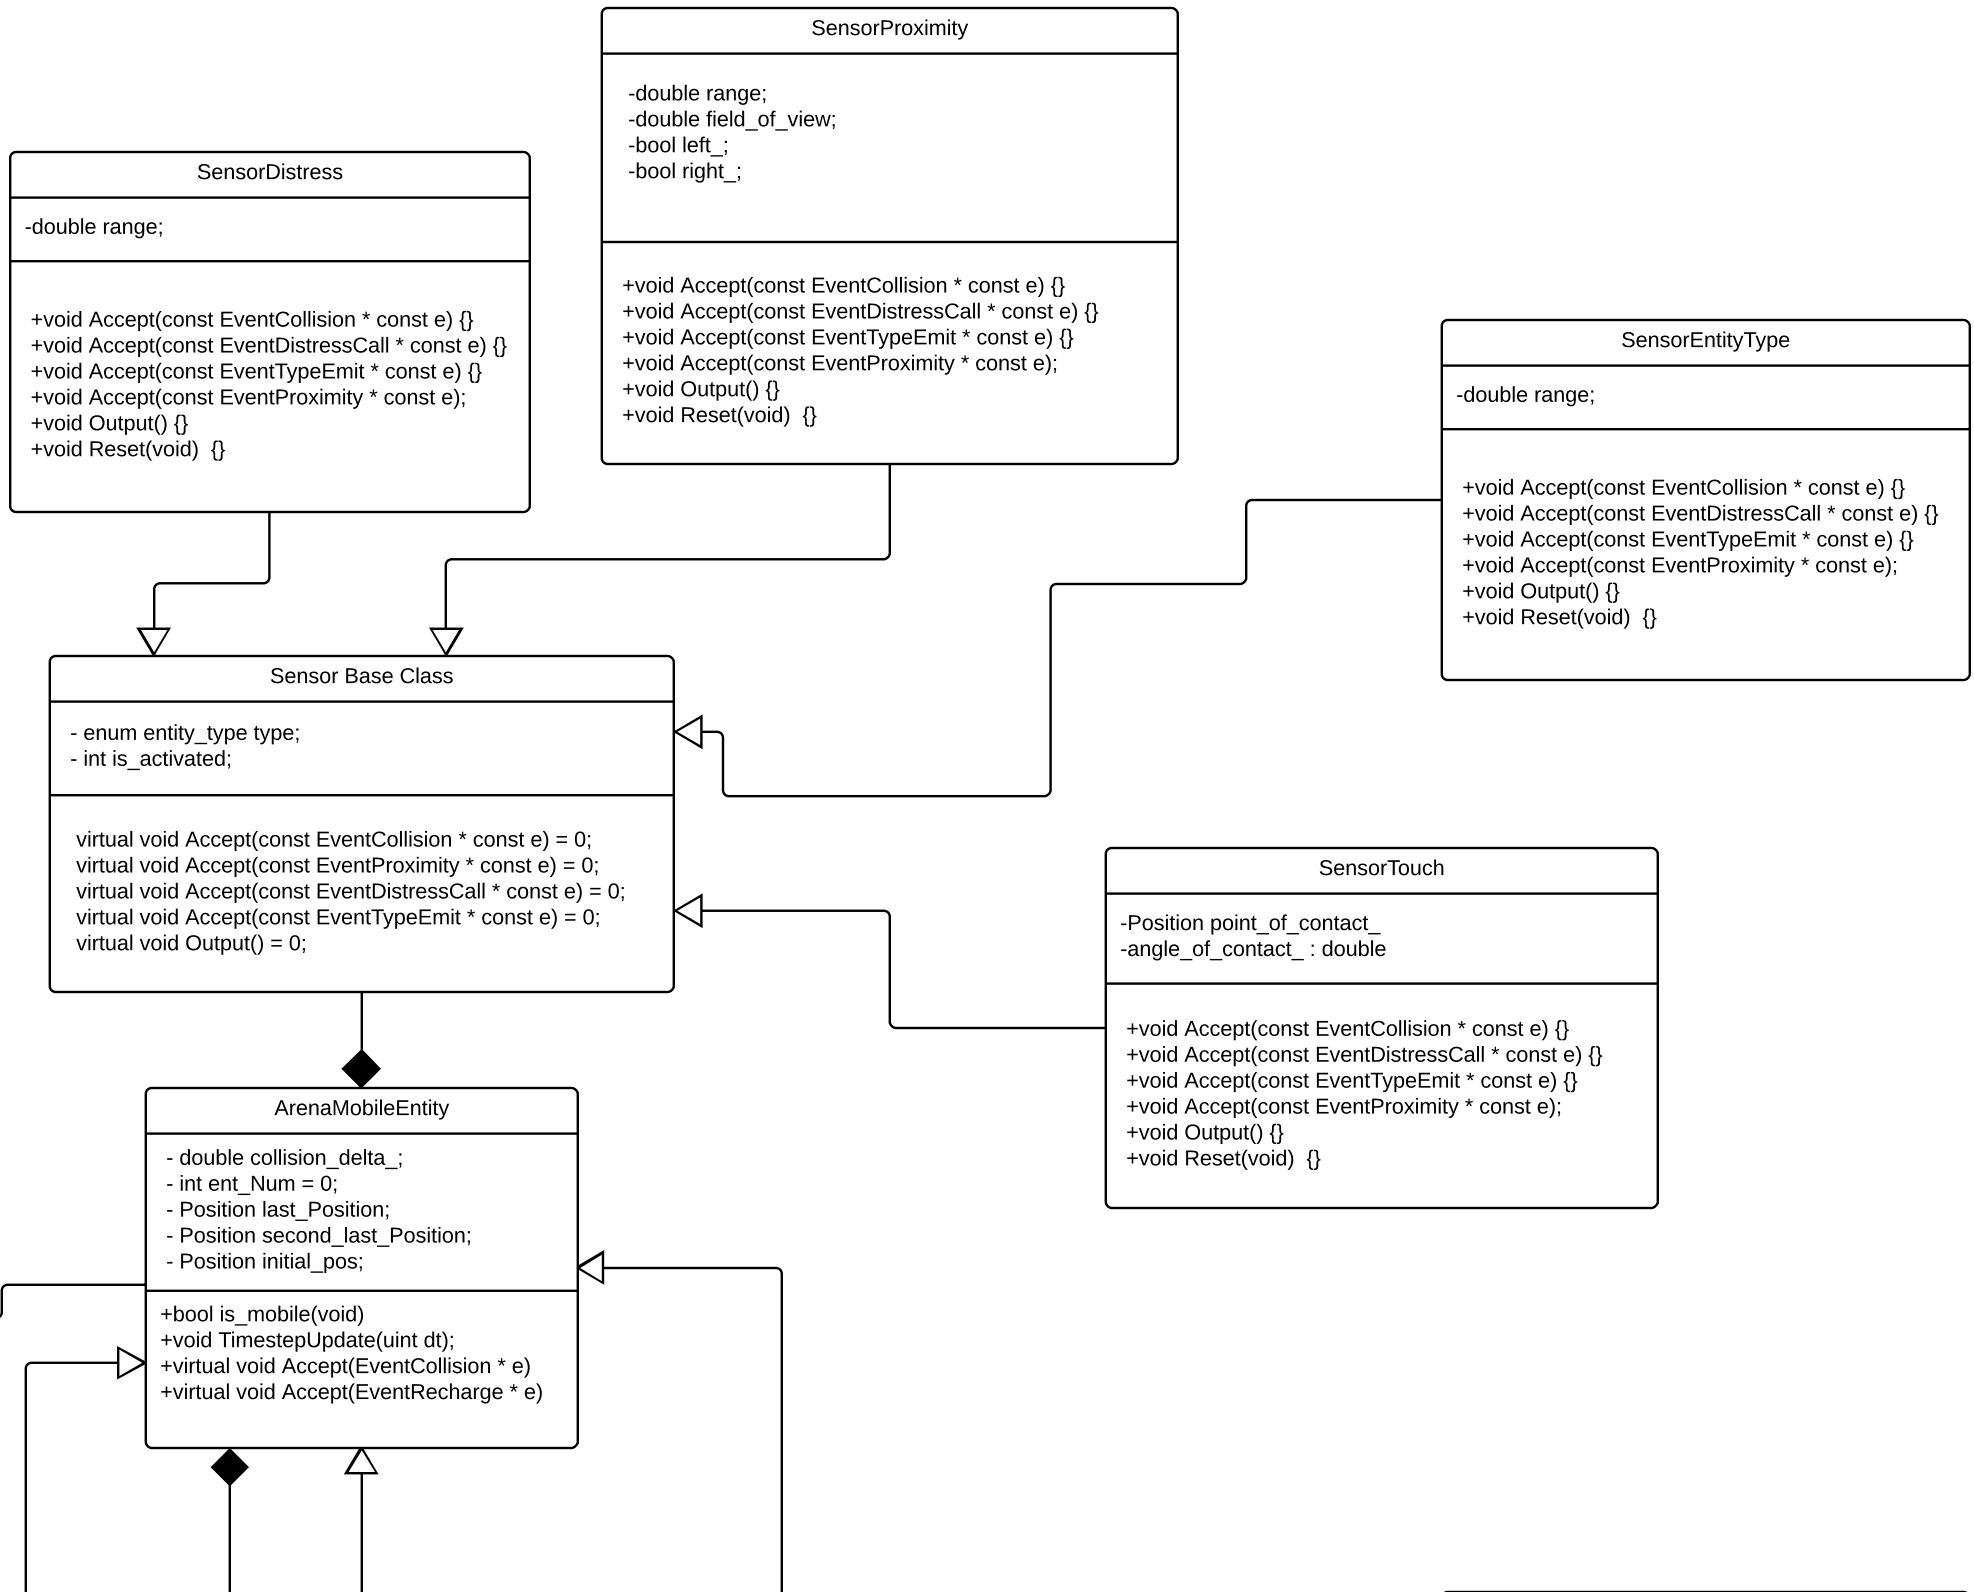 SensorProximity
-double range;
-double field_of_view;
-bool left_;
-bool right_;
+void Accept(const EventCollision * const e) {}
+void Accept(const EventDistressCall * const e) {}
+void Accept(const EventTypeEmit * const e) {}
+void Accept(const EventProximity * const e);
+void Output() {}
+void Reset(void)  {}
SensorDistress
-double range;
+void Accept(const EventCollision * const e) {}
+void Accept(const EventDistressCall * const e) {}
+void Accept(const EventTypeEmit * const e) {}
+void Accept(const EventProximity * const e);
+void Output() {}
+void Reset(void)  {}
SensorEntityType
-double range;
+void Accept(const EventCollision * const e) {}
+void Accept(const EventDistressCall * const e) {}
+void Accept(const EventTypeEmit * const e) {}
+void Accept(const EventProximity * const e);
+void Output() {}
+void Reset(void)  {}
Sensor Base Class
- enum entity_type type;
- int is_activated;
virtual void Accept(const EventCollision * const e) = 0;
virtual void Accept(const EventProximity * const e) = 0;
virtual void Accept(const EventDistressCall * const e) = 0;
virtual void Accept(const EventTypeEmit * const e) = 0;
virtual void Output() = 0;
SensorTouch
-Position point_of_contact_
-angle_of_contact_ : double
+void Accept(const EventCollision * const e) {}
+void Accept(const EventDistressCall * const e) {}
+void Accept(const EventTypeEmit * const e) {}
+void Accept(const EventProximity * const e);
+void Output() {}
+void Reset(void)  {}
ArenaMobileEntity
- double collision_delta_;
- int ent_Num = 0;
- Position last_Position;
- Position second_last_Position;
- Position initial_pos;
+bool is_mobile(void)
+void TimestepUpdate(uint dt);
+virtual void Accept(EventCollision * e)
+virtual void Accept(EventRecharge * e)